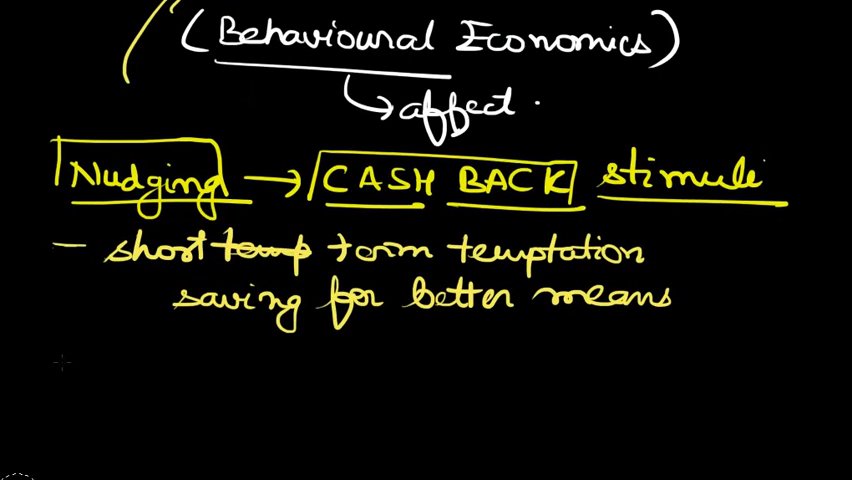 (Behavioural Economics)
affect.
Nudging → CASH BACK stimuli
- short temp term temptation
saving for better means